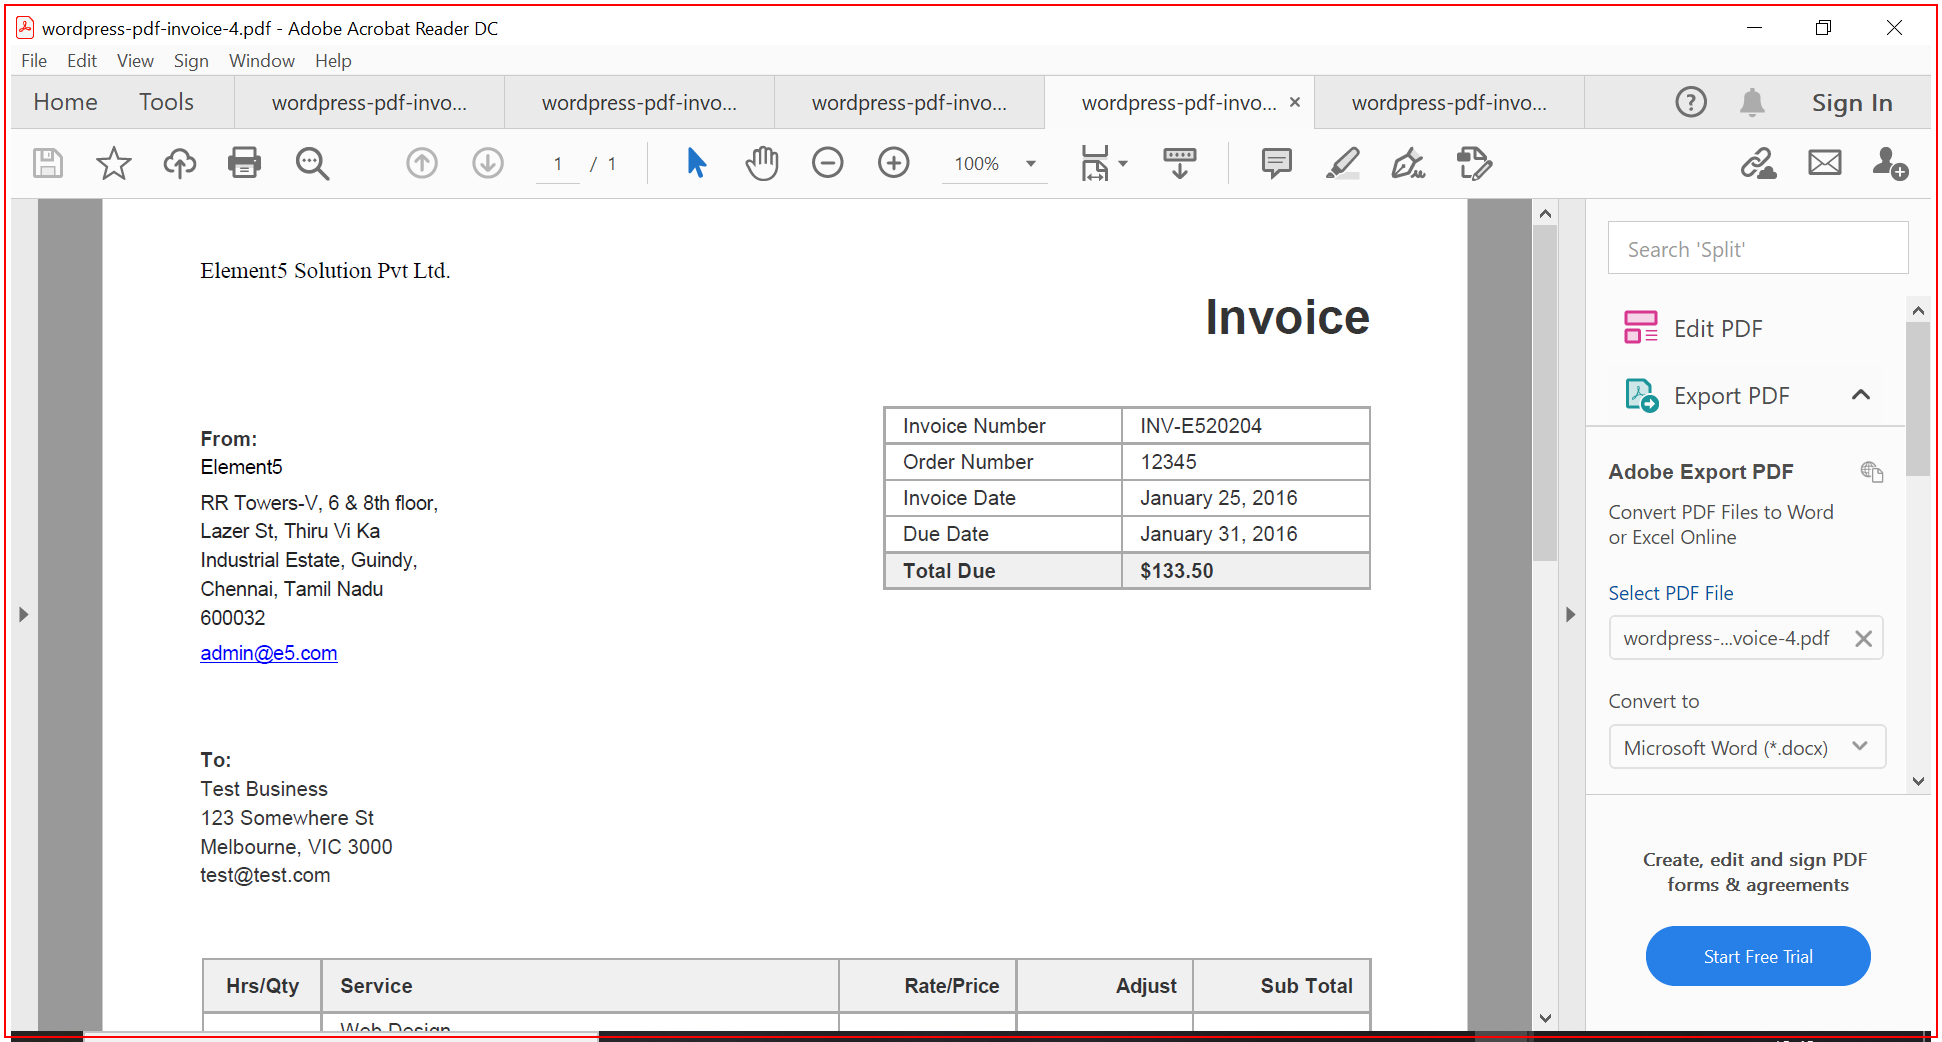 wordpress-pdf-invoice-4.pdf - Adobe Acrobat Reader DC
File Edit View Sign Window Help
Home Tools wordpress-pdf-invo... wordpress-pdf-invo... wordpress-pdf-invo... wordpress-pdf-invo... × wordpress-pdf-invo... ? Sign In
1 / 1 100%
Element5 Solution Pvt Ltd.
Invoice
From:
Element5
RR Towers-V, 6 & 8th floor,
Lazer St, Thiru Vi Ka
Industrial Estate, Guindy,
Chennai, Tamil Nadu
600032
admin@e5.com
Invoice Number INV-E520204
Order Number 12345
Invoice Date January 25, 2016
Due Date January 31, 2016
Total Due $133.50
To:
Test Business
123 Somewhere St
Melbourne, VIC 3000
test@test.com
Hrs/Qty Service Rate/Price Adjust Sub Total
Web Design
Search 'Split'
Edit PDF
Export PDF
Adobe Export PDF
Convert PDF Files to Word
or Excel Online
Select PDF File
wordpress-...voice-4.pdf
Convert to
Microsoft Word (*.docx)
Create, edit and sign PDF
forms & agreements
Start Free Trial